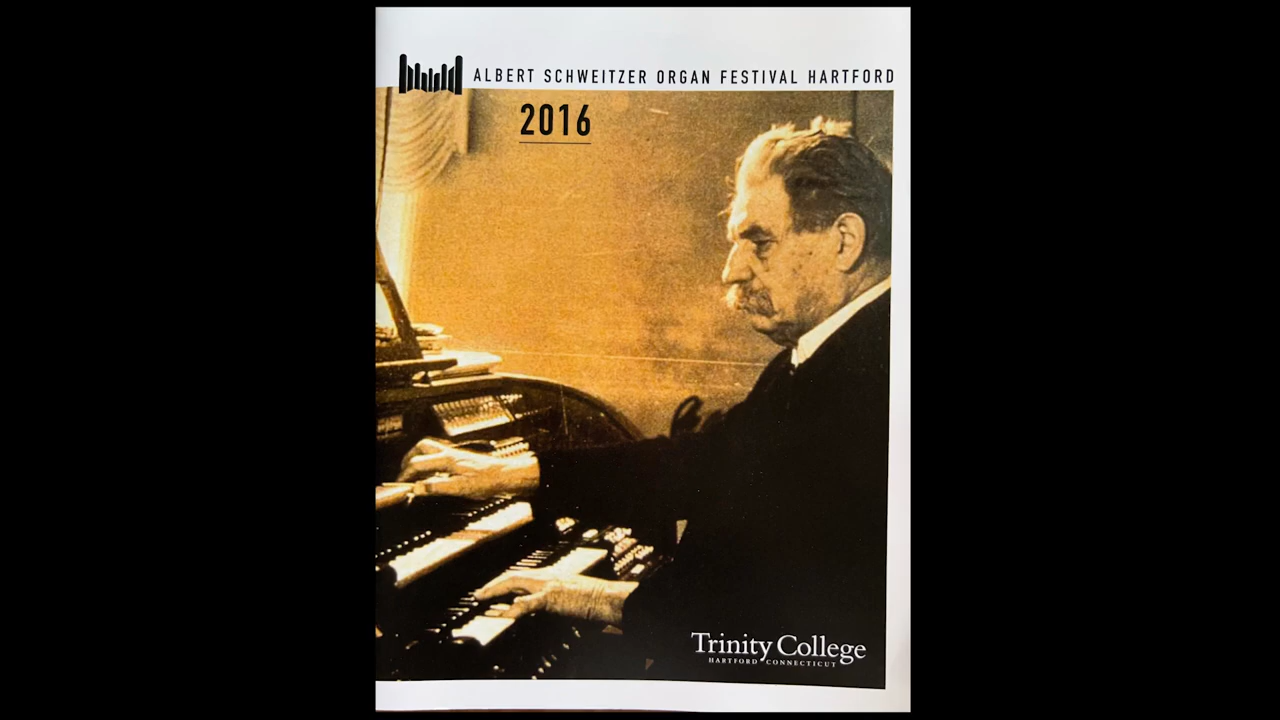 ALBERT SCHWEITZER ORGAN FESTIVAL HARTFORD
2016
Trinity College
HARTFORD CONNECTICUT